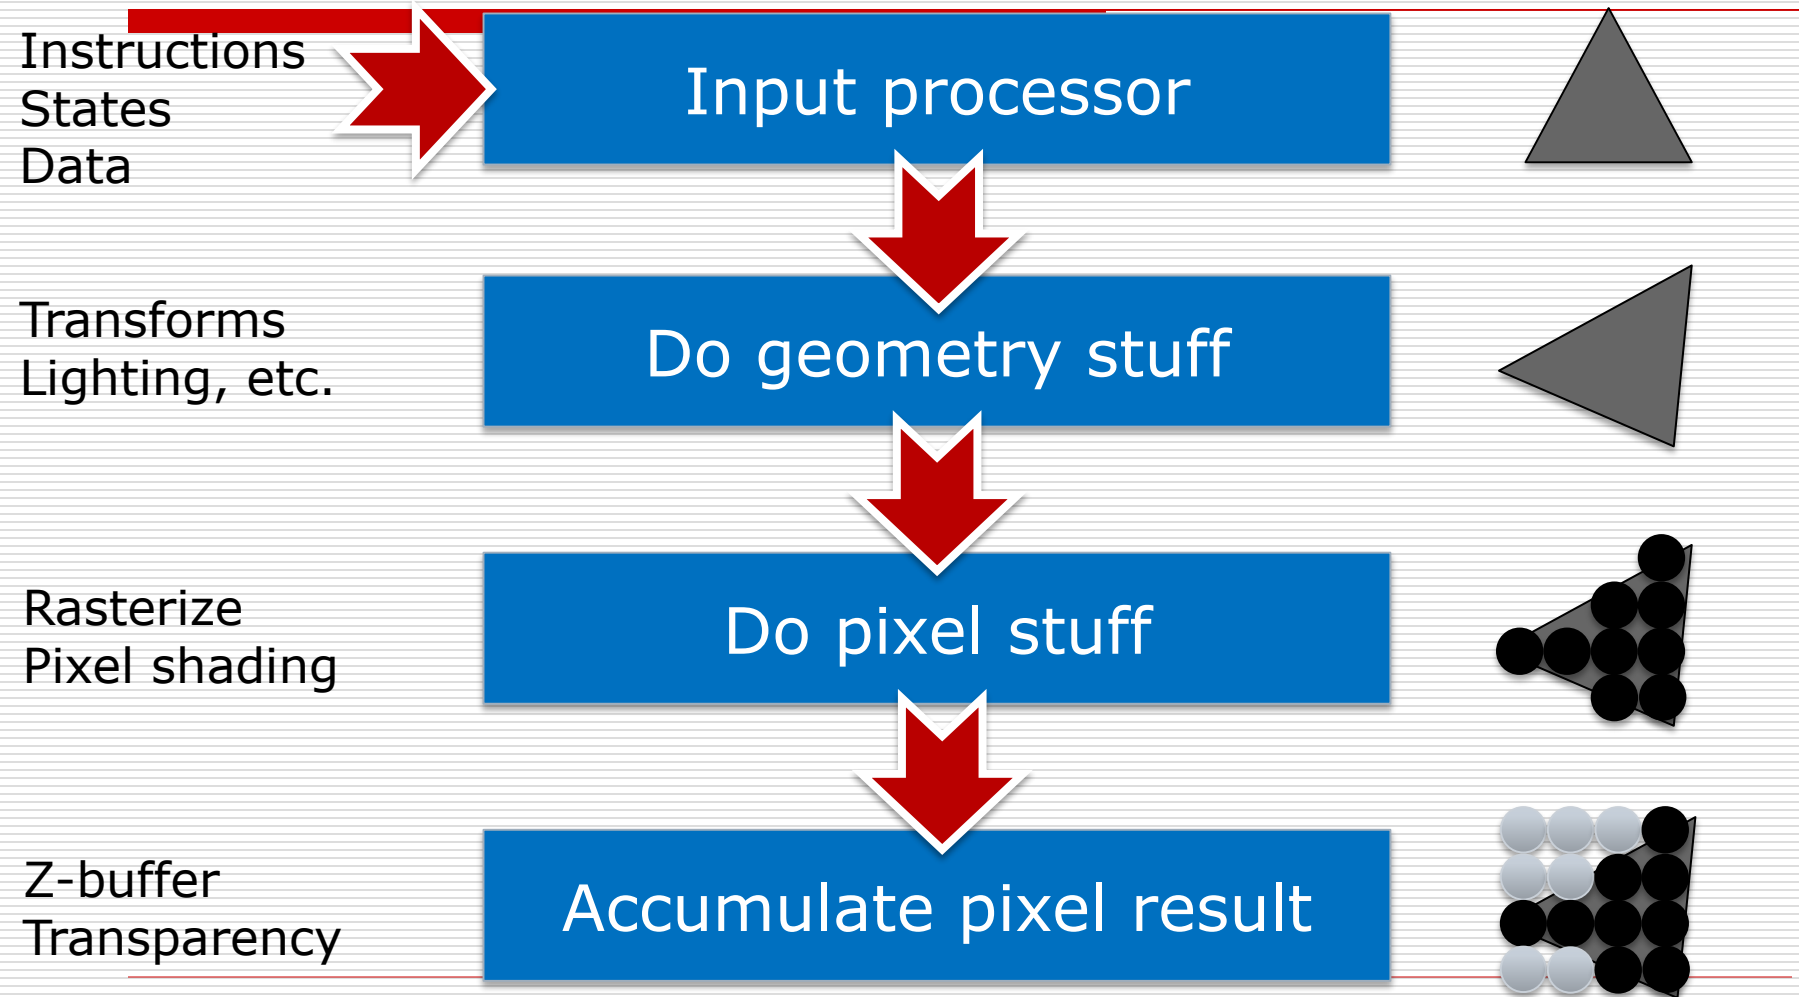 Instructions
States
Data
Input processor
Transforms
Lighting, etc.
Do geometry stuff
Rasterize
Pixel shading
Do pixel stuff
Z-buffer
Transparency
Accumulate pixel result